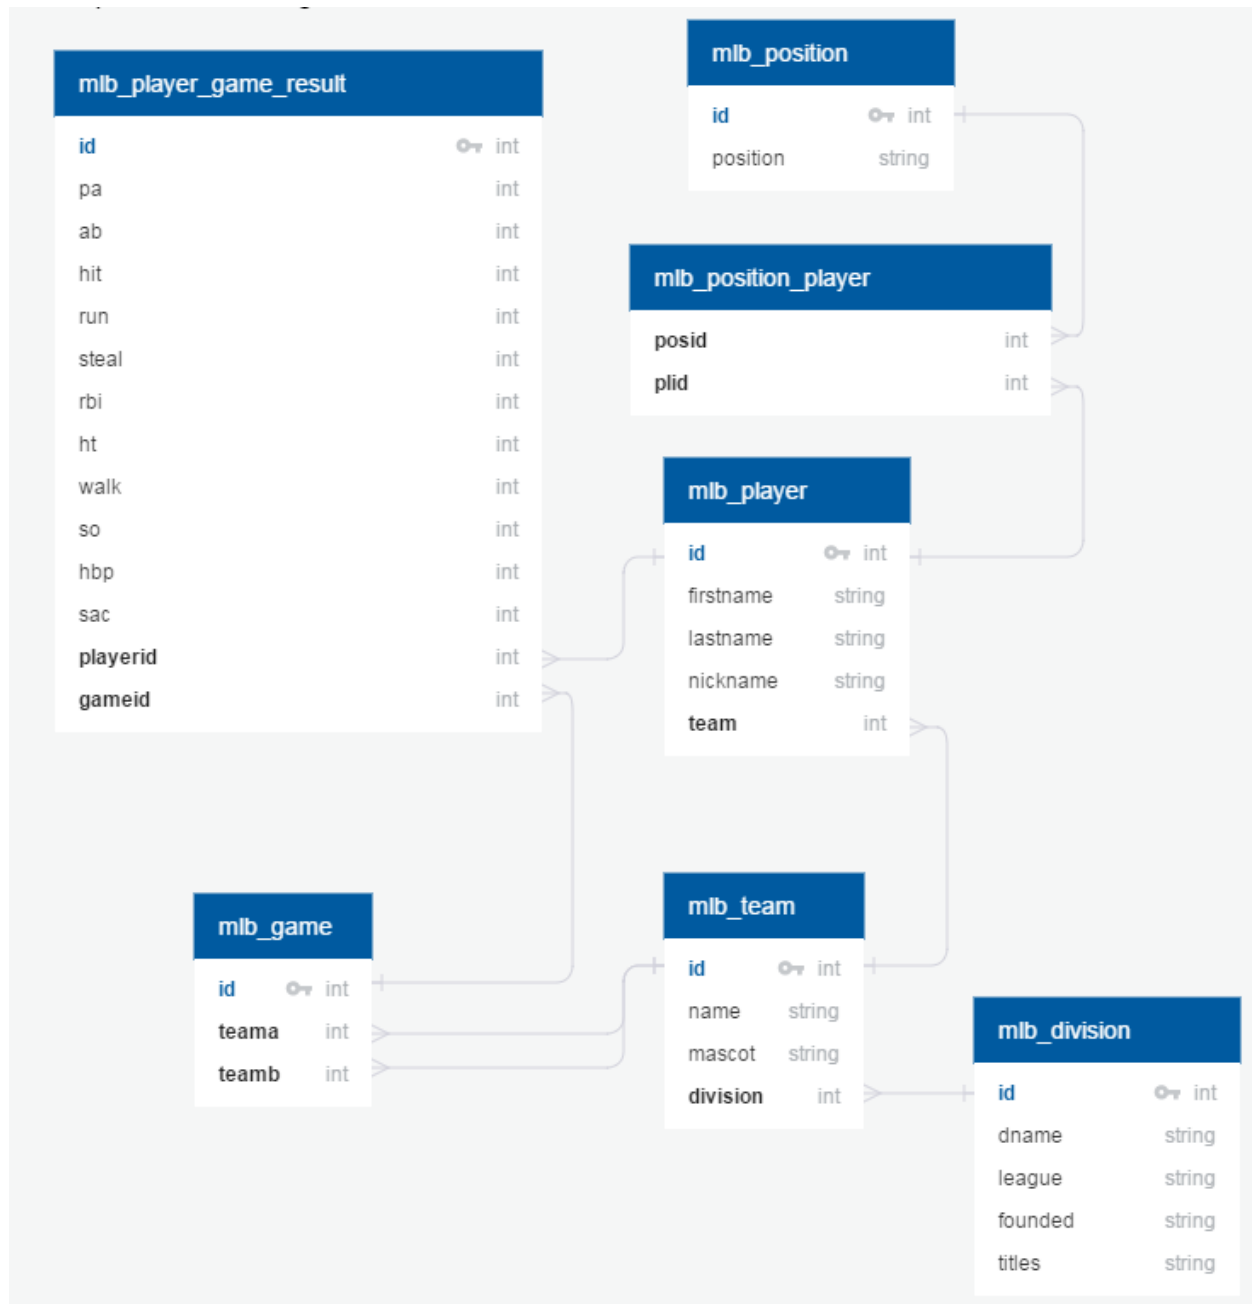 mlb_player_game_result
id int
pa int
ab int
hit int
run int
steal int
rbi int
ht int
walk int
so int
hbp int
sac int
playerid int
gameid int
mlb_position
id int
position string
mlb_position_player
posid int
plid int
mlb_player
id int
firstname string
lastname string
nickname string
team int
mlb_game
id int
teama int
teamb int
mlb_team
id int
name string
mascot string
division int
mlb_division
id int
dname string
league string
founded string
titles string